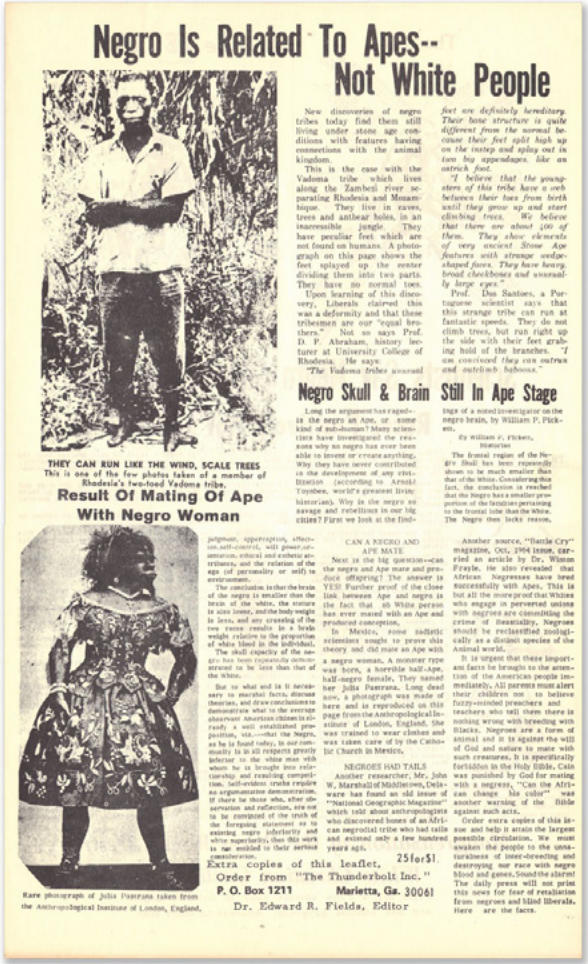 Negro Is Related To Apes--
Not White People
New discoveries of negro
tribes today find them still
living under stone age con-
ditions with features having
connections with the animal
kingdom.
This is the case with the
Vadoma tribe which lives
along the Zambesi river se-
parating Rhodesia and Mozam-
bique. They live in caves,
trees and antbear holes, in an
inaccessible jungle. They
have peculiar feet which are
not found on humans. A photo-
graph on this page shows the
feet splayed up the center
dividing them into two parts.
They have no normal toes.
Upon learning of this disco-
very, Liberals claimed this
was a deformity and that these
tribesmen are our "equal bro-
thers." Not so says Prof.
D. P. Abraham, history lec-
turer at University College of
Rhodesia. He says:
"The Vadoma tribes unusual
feet are definitely hereditary.
Their bone structure is quite
different from the normal be-
cause their feet split high up
on the instep and splay out in
two big appendages, like an
ostrich foot.
"I believe that the young-
sters of this tribe have a web
between their toes from birth
until they grow up and start
climbing trees. We believe
that there are about 400 of
them. They show elements
of very ancient Stone Age
features with strange wedge-
shaped faces. They have heavy,
broad cheekbones and unusual-
ly large eyes."
Prof. Dos Santoes, a Por-
tuguese scientist says that
this strange tribe can run at
fantastic speeds. They do not
climb trees, but run right up
the side with their feet grab-
ing hold of the branches. "I
am convinced they can outrun
and outclimb baboons."
THEY CAN RUN LIKE THE WIND, SCALE TREES
This is one of the few photos taken of a member of
Rhodesia's two-toed Vadoma tribe.
Negro Skull & Brain Still In Ape Stage
Long the argument has raged--
is the negro an Ape, or some
kind of sub-human? Many scien-
tists have investigated the rea-
sons why no negro has ever been
able to invent or create anything.
Why they have never contributed
in the development of any civi-
lization (according to Arnold
Toynbee, world's greatest living
historian). Why is the negro so
savage and rebellious in our big
cities? First we look at the find-
ings of a noted investigator on the
negro brain, by William P. Pick-
ett.
By William P. Pickett,
Historian
The frontal region of the Ne-
gro Skull has been repeatedly
shown to be much smaller than
that of the White. Considering this
fact, the conclusion is reached
that the Negro has a smaller pro-
portion of the faculties pertaining
to the frontal lobe than the White.
The Negro then lacks reason,
judgment, apperception, affec-
tion, self-control, will power, or-
ientation, ethical and esthetic at-
tributes, and the relation of the
ego (of personality or self) to
environment.
The conclusion is that the brain
of the negro is smaller than the
brain of the white, the stature
is also lower, and the body weight
is less, and any crossing of the
two races results in a brain
weight relative to the proportion
of white blood in the individual.
The skull capacity of the ne-
gro has been repeatedly demon-
strated to be less than that of
the White.
But to what end is it neces-
sary to marshal facts, discuss
theories, and draw conclusions to
demonstrate what to the average
observant American citizen is al-
ready a well established propo-
sition, viz.----that the Negro,
as he is found today, in our com-
munity is in all respects greatly
inferior to the white man with
whom he is brought into rela-
tionship and resulting competi-
tion. Self-evident truths require
no argumentative demonstration.
If there be those who, after ob-
servation and reflection, are not
to be convinced of the truth of
the foregoing statement as to
existing negro inferiority and
white superiority, then this work
is not entitled to their serious
consideration.
Result Of Mating Of Ape
With Negro Woman
Rare photograph of Julia Pastrana taken from
the Anthropological Institute of London, England.
CAN A NEGRO AND
APE MATE
Next is the big question--can
the negro and Ape mate and pro-
duce offspring? The answer is
YES! Further proof of the close
link between Ape and negro is
the fact that no White person
has ever mated with an Ape and
produced conception.
In Mexico, some sadistic
scientists sought to prove this
theory and did mate an Ape with
a negro woman. A monster type
was born, a horrible half-Ape,
half-negro female, They named
her Julia Pastrana. Long dead
now, a photograph was made of
here and is reproduced on this
page from the Anthropological In-
stitute of London, England. She
was trained to wear clothes and
was taken care of by the Catho-
lic Church in Mexico.
NEGROES HAD TAILS
Another researcher, Mr. John
W. Marshall of Middletown, Dela-
ware has found an old issue of
"National Geographic Magazine"
which told about anthropologists
who discovered bones of an Afri-
can negrodial tribe who had tails
and existed only a few hundred
years ago.
Another source, "Battle Cry"
magazine, Oct, 1964 issue, car-
ried an article by Dr. Winton
Frayle. He also revealed that
African Negresses have bred
successfully with Apes. This is
but all the more proof that Whites
who engage in perverted unions
with negroes are committing the
crime of Beastiality. Negroes
should be reclassified zoologi-
cally as a distinct species of the
Animal world.
It is urgent that these import-
ant facts be brought to the atten-
tion of the American people im-
mediately. All parents must alert
their children not to believe
fuzzy-minded preachers and
teachers who tell them there is
nothing wrong with breeding with
Blacks. Negroes are a form of
animal and it is against the will
of God and nature to mate with
such creatures. It is specifically
forbidden in the Holy Bible. Cain
was punished by God for mating
with a negress, "Can the Afri-
can change his color" was
another warning of the Bible
against such acts.
Order extra copies of this is-
sue and help it attain the largest
possible circulation. We must
awaken the people to the unna-
turalness of inter-breeding and
destroying our race with negro
blood and genes. Sound the alarm!
The daily press will not print
this news for fear of retaliation
from negroes and blind liberals.
Here are the facts.
Extra copies of this leaflet, 25 for $1.
Order from "The Thunderbolt Inc."
P. O. Box 1211 Marietta, Ga. 30061
Dr. Edward R. Fields, Editor